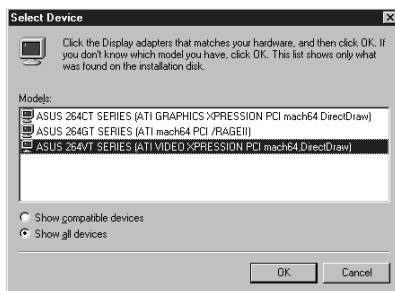 Select Device
Click the Display adapters that matches your hardware, and then click OK. If
you don't know which model you have, click OK. This list shows only what
was found on the installation disk.
Models:
ASUS 264CT SERIES (ATI GRAPHICS XPRESSION PCI mach64 DirectDraw)
ASUS 264GT SERIES (ATI mach64 PCI /RAGEII)
ASUS 264VT SERIES (ATI VIDEO XPRESSION PCI mach64,DirectDraw)
Show compatible devices
Show all devices
OK
Cancel